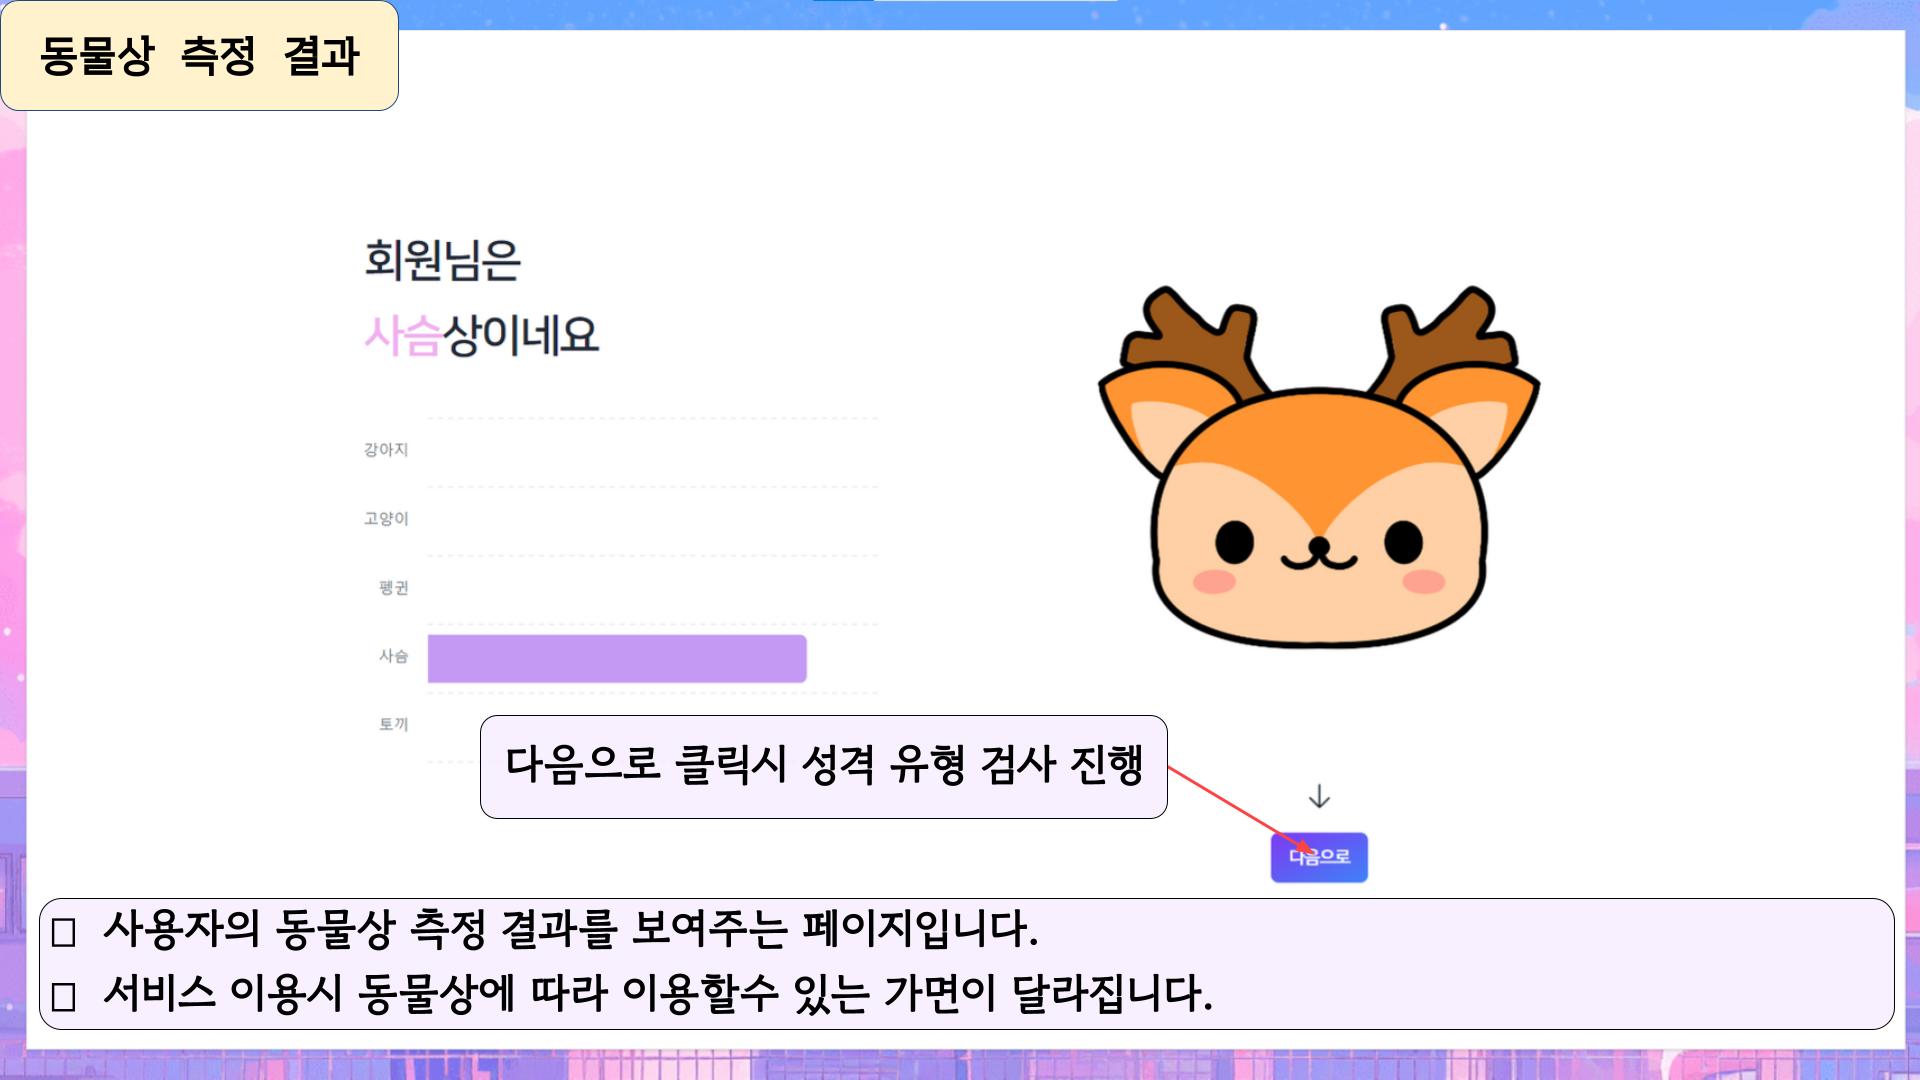 동물상 측정 결과
회원님은
사슴상이네요
강아지
고양이
펭귄
사슴
토끼
다음으로 클릭시 성격 유형 검사 진행
다음으로
사용자의 동물상 측정 결과를 보여주는 페이지입니다.
서비스 이용시 동물상에 따라 이용할수 있는 가면이 달라집니다.